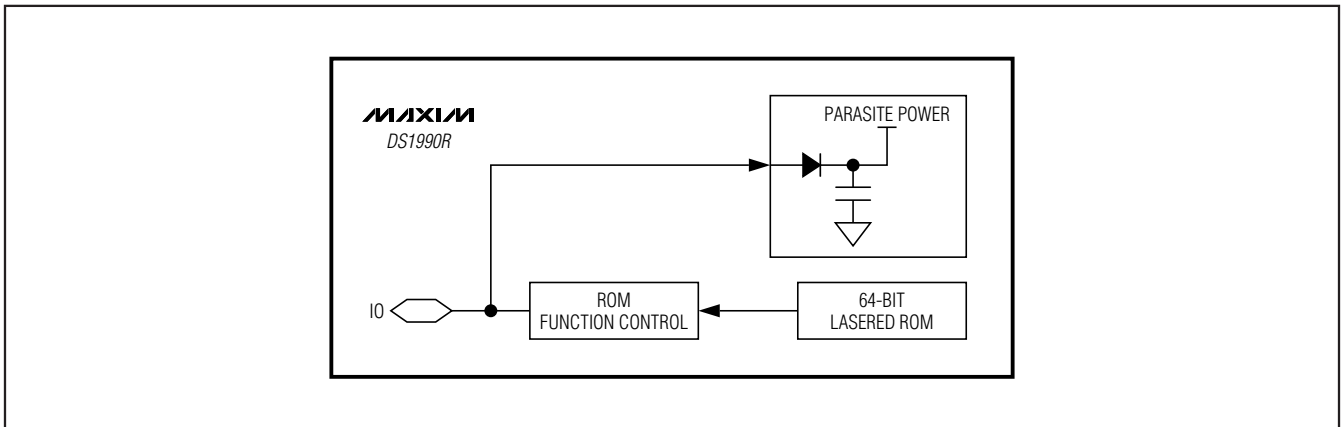 MAXIM
DS1990R
PARASITE POWER
IO
ROM
FUNCTION CONTROL
64-BIT
LASERED ROM